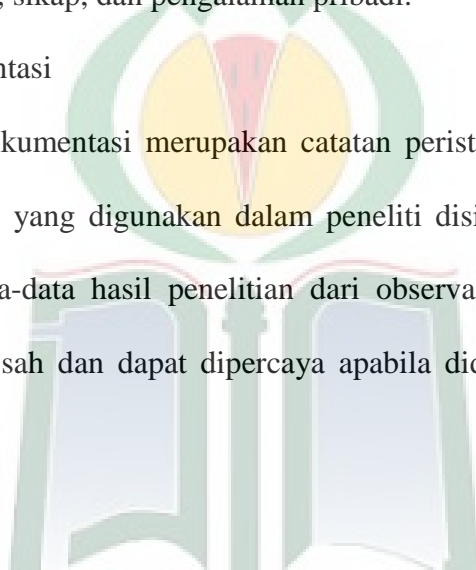 , sikap, dan pengalaman pribadi.
ntasi
kumentasi merupakan catatan perist
yang digunakan dalam peneliti disi
a-data hasil penelitian dari observa
sah dan dapat dipercaya apabila did